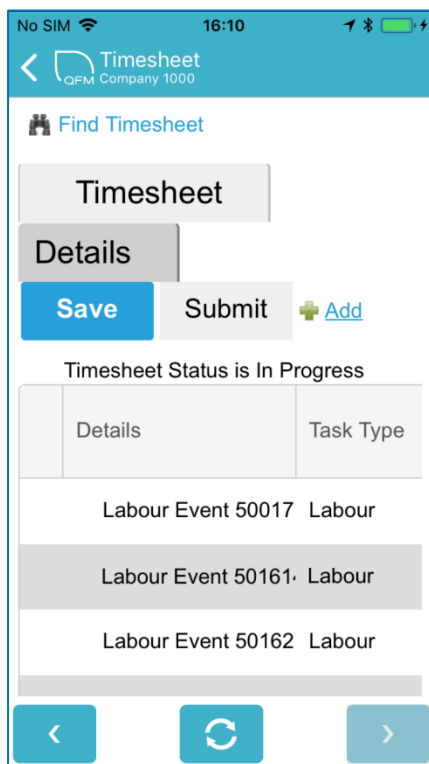 No SIM 16:10
Timesheet
QFM Company 1000
Find Timesheet
Timesheet
Details
Save Submit Add
Timesheet Status is In Progress
Details Task Type
Labour Event 50017 Labour
Labour Event 50161 Labour
Labour Event 50162 Labour